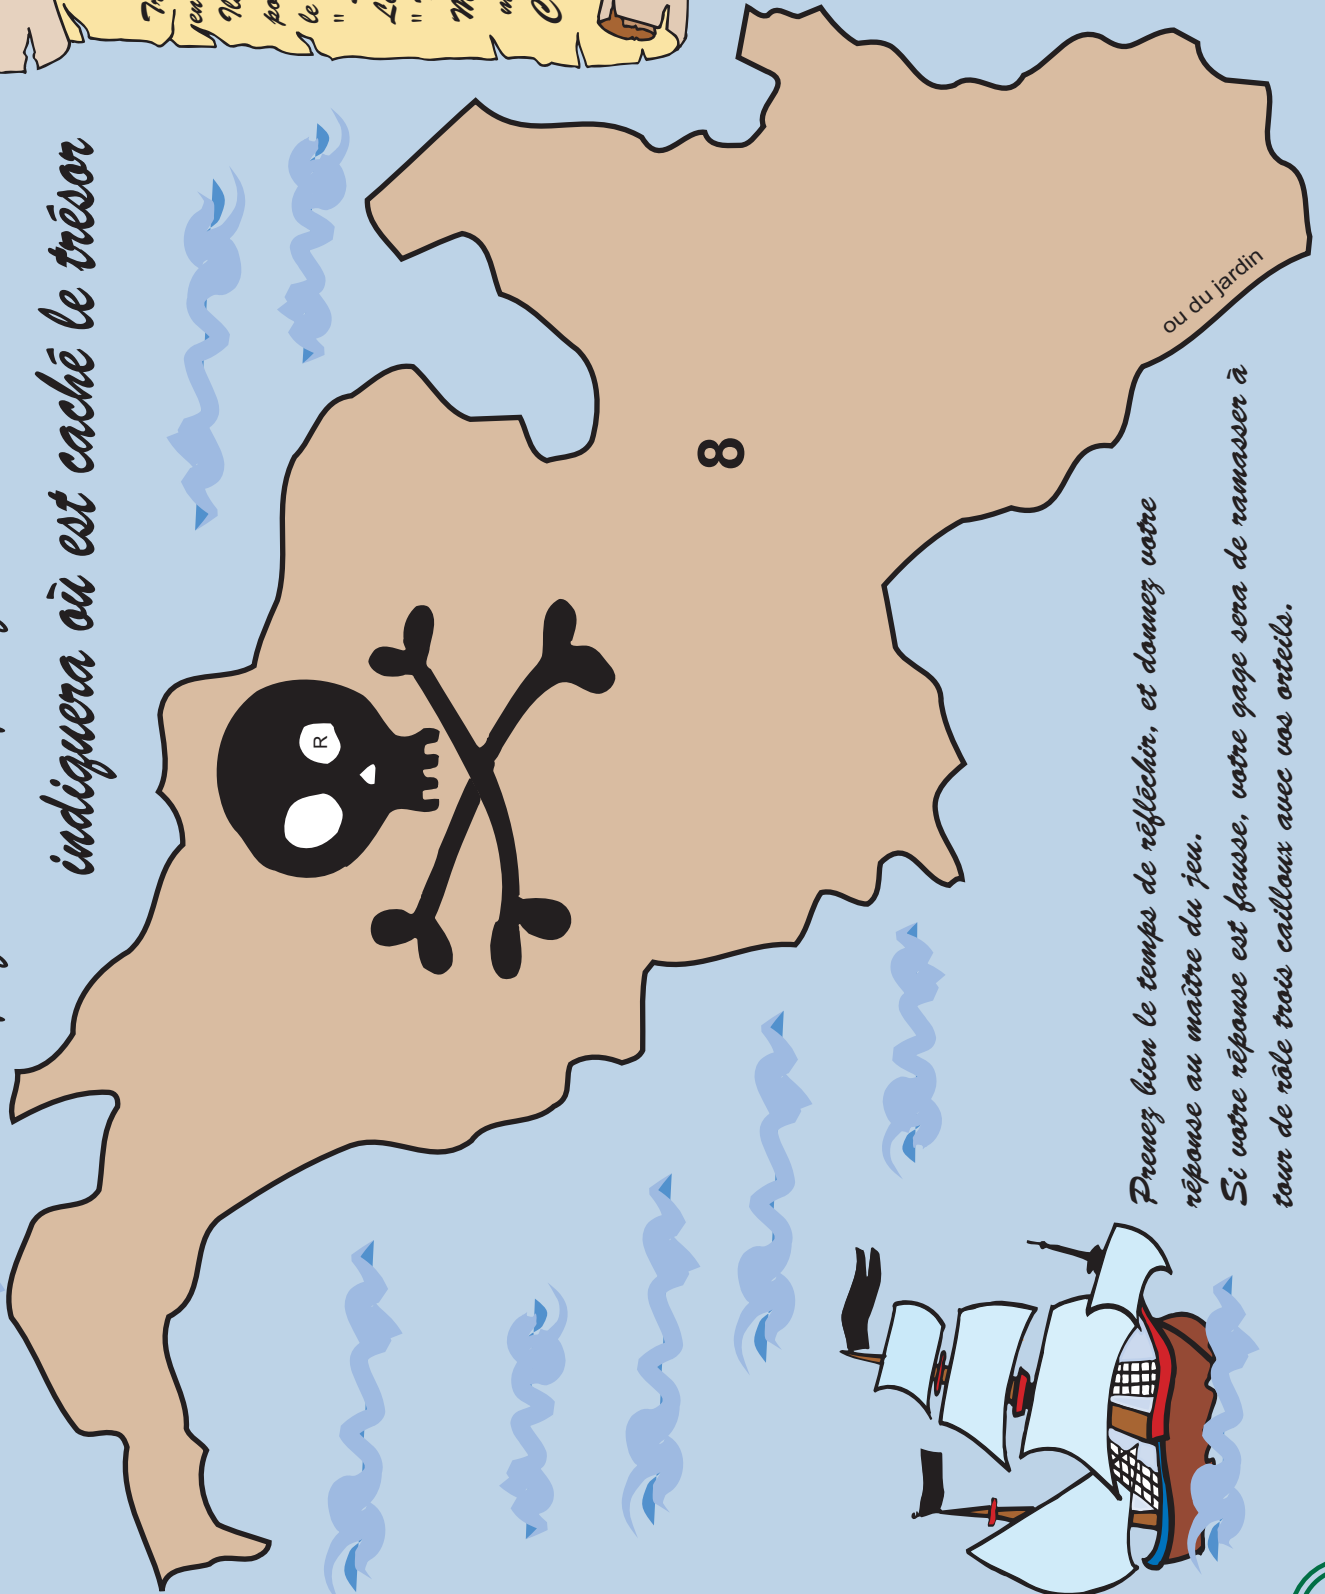 indiquera où est caché le trésor
R
8
ou du jardin
Prenez bien le temps de réfléchir, et donnez votre
réponse au maître du jeu.
Si votre réponse est fausse, votre gage sera de ramasser à
tour de rôle trois cailloux avec vos orteils.